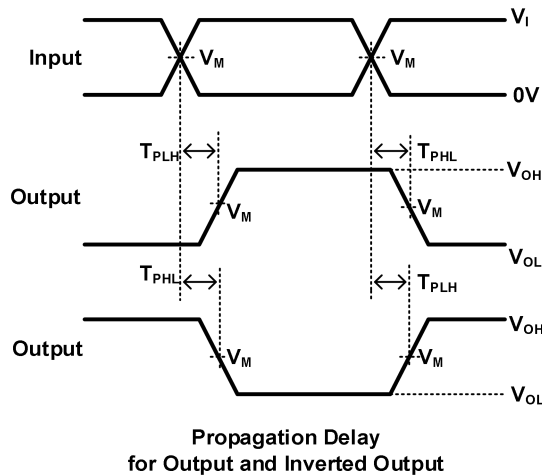 V_I
Input
V_M
V_M
0V
T_PLH
T_PHL
V_OH
Output
V_M
V_M
V_OL
T_PHL
T_PLH
V_OH
Output
V_M
V_M
V_OL
Propagation Delay
for Output and Inverted Output